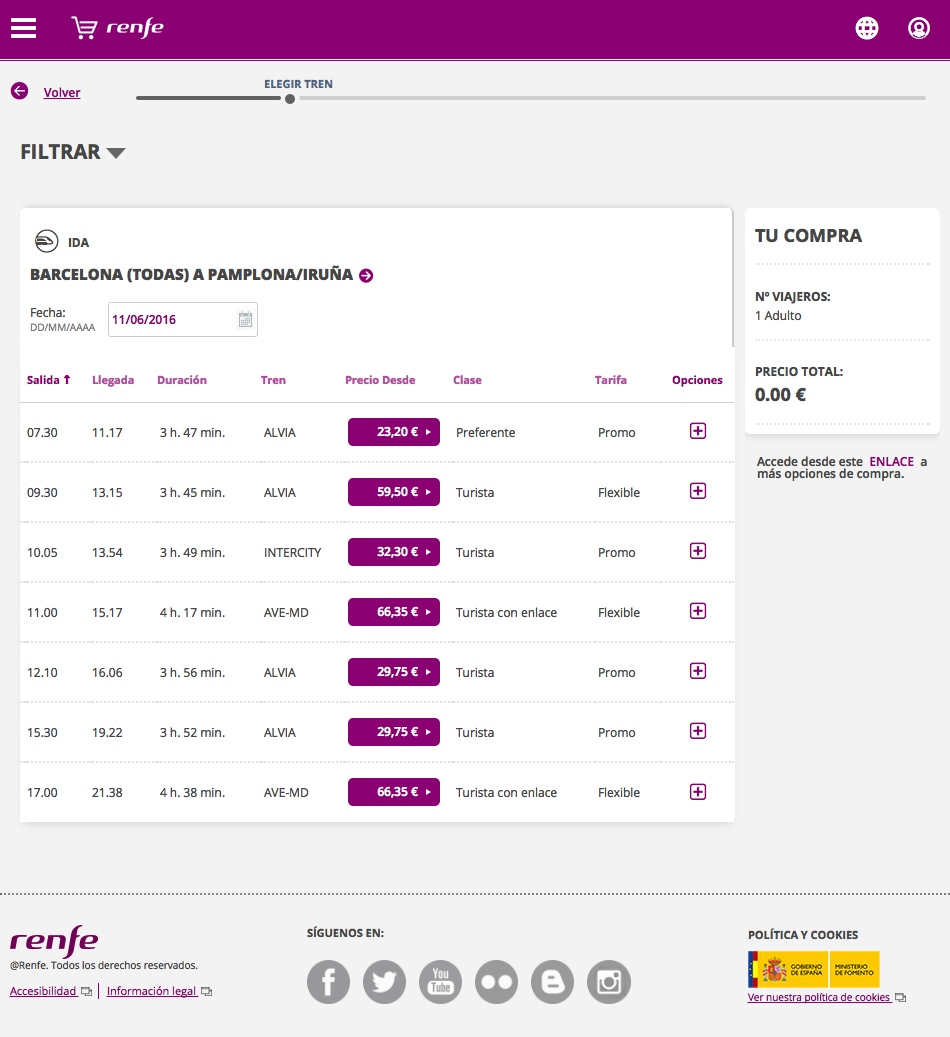 renfe
Volver
ELEGIR TREN
FILTRAR
IDA
BARCELONA (TODAS) A PAMPLONA/IRUÑA
Fecha:
DD/MM/AAAA
11/06/2016
Salida Llegada Duración Tren Precio Desde Clase Tarifa Opciones
07.30 11.17 3 h. 47 min. ALVIA 23,20 € Preferente Promo
09.30 13.15 3 h. 45 min. ALVIA 59,50 € Turista Flexible
10.05 13.54 3 h. 49 min. INTERCITY 32,30 € Turista Promo
11.00 15.17 4 h. 17 min. AVE-MD 66,35 € Turista con enlace Flexible
12.10 16.06 3 h. 56 min. ALVIA 29,75 € Turista Promo
15.30 19.22 3 h. 52 min. ALVIA 29,75 € Turista Promo
17.00 21.38 4 h. 38 min. AVE-MD 66,35 € Turista con enlace Flexible
TU COMPRA
Nº VIAJEROS:
1 Adulto
PRECIO TOTAL:
0.00 €
Accede desde este ENLACE a
más opciones de compra.
renfe
@Renfe. Todos los derechos reservados.
Accesibilidad | Información legal
SÍGUENOS EN:
You
Tube
POLÍTICA Y COOKIES
GOBIERNO
DE ESPAÑA
MINISTERIO
DE FOMENTO
Ver nuestra política de cookies